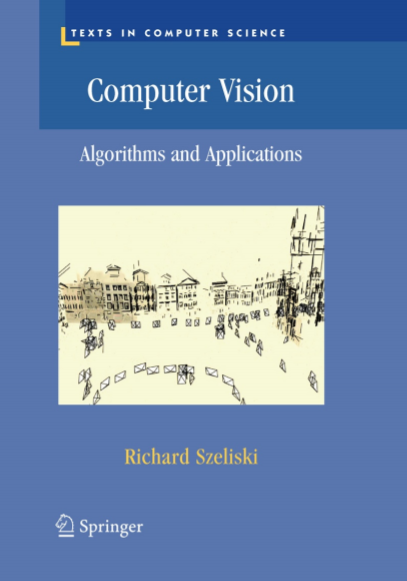 TEXTS IN COMPUTER SCIENCE
Computer Vision
Algorithms and Applications
Richard Szeliski
Springer